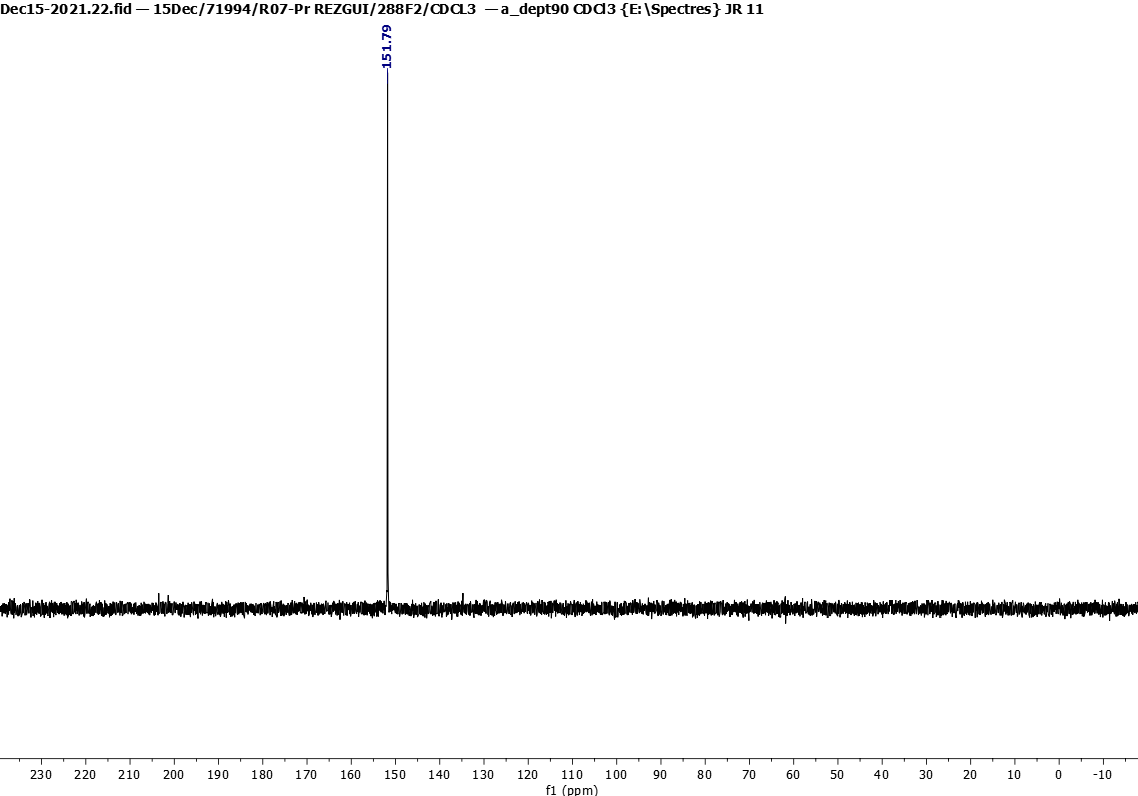 Dec15-2021.22.fid — 15Dec/71994/R07-Pr REZGUI/288F2/CDCL3 — a_dept90 CDCl3 {E:\Spectres} JR 11
151.79
230 220 210 200 190 180 170 160 150 140 130 120 110 100 90 80 70 60 50 40 30 20 10 0 -10
f1 (ppm)